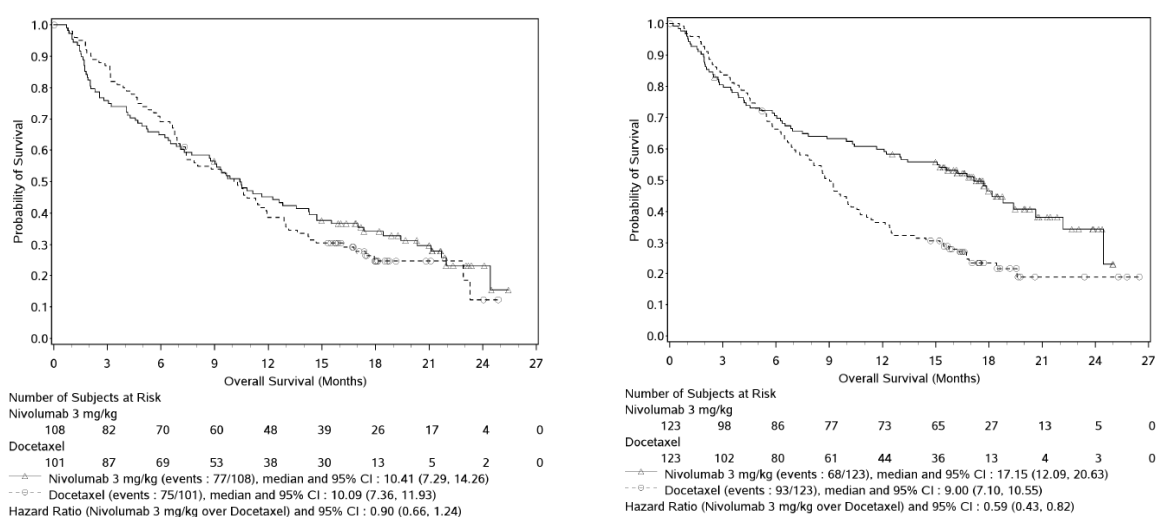 Probability of Survival
1.0
0.9
0.8
0.7
0.6
0.5
0.4
0.3
0.2
0.1
0.0
0 3 6 9 12 15 18 21 24 27
Overall Survival (Months)
Number of Subjects at Risk
Nivolumab 3 mg/kg
108 82 70 60 48 39 26 17 4 0
Docetaxel
101 87 69 53 38 30 13 5 2 0
Nivolumab 3 mg/kg (events : 77/108), median and 95% CI : 10.41 (7.29, 14.26)
Docetaxel (events : 75/101), median and 95% CI : 10.09 (7.36, 11.93)
Hazard Ratio (Nivolumab 3 mg/kg over Docetaxel) and 95% CI : 0.90 (0.66, 1.24)
Probability of Survival
1.0
0.9
0.8
0.7
0.6
0.5
0.4
0.3
0.2
0.1
0.0
0 3 6 9 12 15 18 21 24 27
Overall Survival (Months)
Number of Subjects at Risk
Nivolumab 3 mg/kg
123 98 86 77 73 65 27 13 5 0
Docetaxel
123 102 80 61 44 36 13 4 3 0
Nivolumab 3 mg/kg (events : 68/123), median and 95% CI : 17.15 (12.09, 20.63)
Docetaxel (events : 93/123), median and 95% CI : 9.00 (7.10, 10.55)
Hazard Ratio (Nivolumab 3 mg/kg over Docetaxel) and 95% CI : 0.59 (0.43, 0.82)